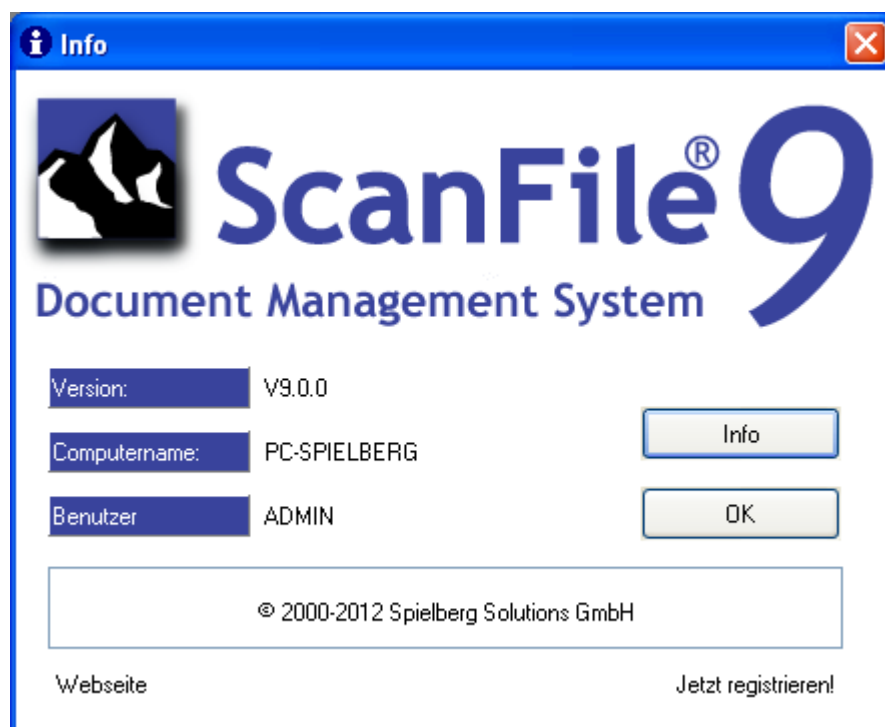 Info
ScanFile® 9
Document Management System
Version: V9.0.0
Computername: PC-SPIELBERG
Info
Benutzer ADMIN
OK
© 2000-2012 Spielberg Solutions GmbH
Webseite Jetzt registrieren!